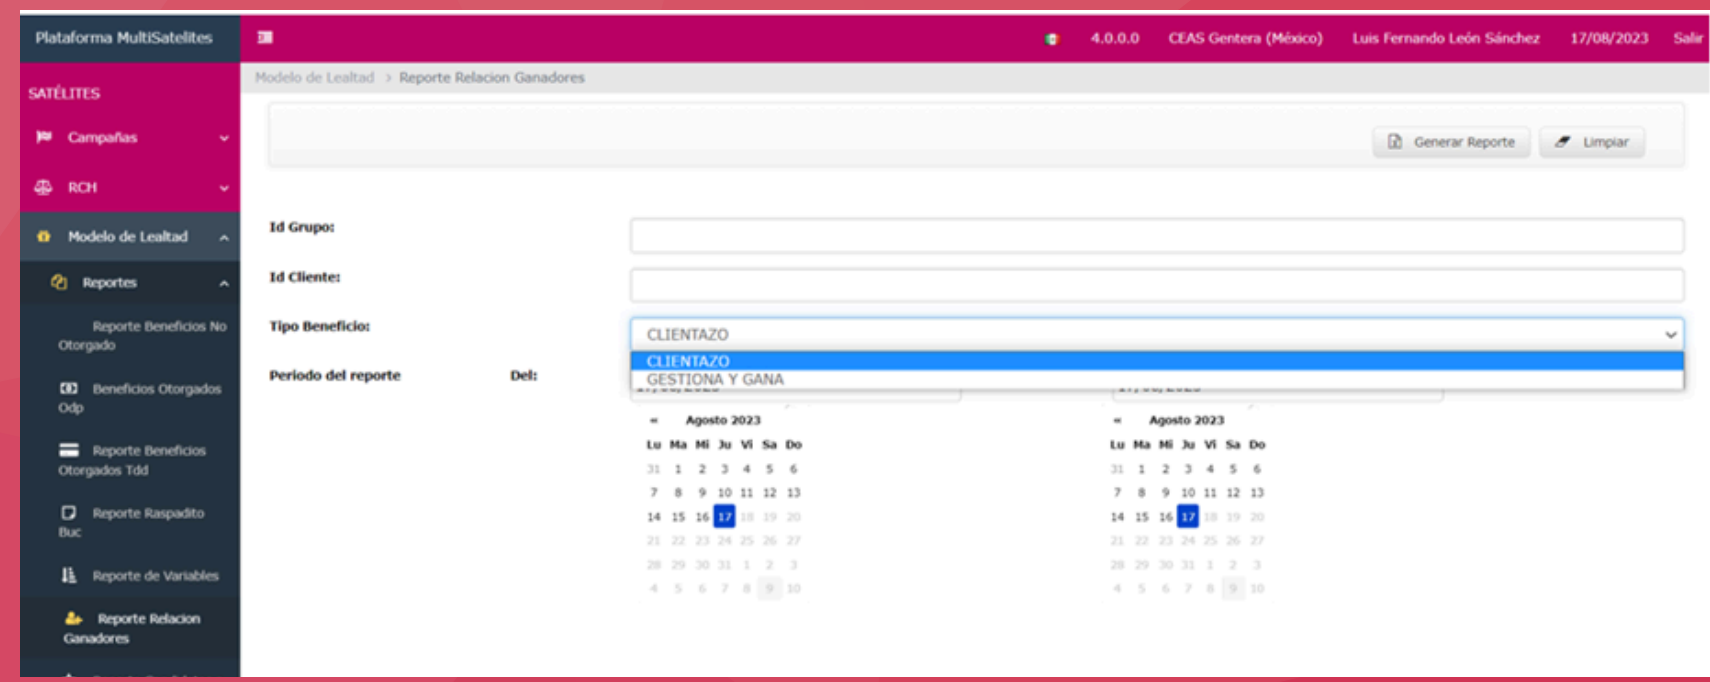 Plataforma MultiSatelites
4.0.0.0 CEAS Gentera (México) Luis Fernando León Sánchez 17/08/2023 Salir
SATÉLITES
Campañas
RCH
Modelo de Lealtad
Reportes
Reporte Beneficios No
Otorgado
Beneficios Otorgados
Odp
Reporte Beneficios
Otorgados Tdd
Reporte Raspadito
Buc
Reporte de Variables
Reporte Relacion
Ganadores
Modelo de Lealtad > Reporte Relacion Ganadores
Generar Reporte Limpiar
Id Grupo:
Id Cliente:
Tipo Beneficio:
CLIENTAZO
CLIENTAZO
GESTIONA Y GANA
Periodo del reporte Del:
« Agosto 2023
Lu Ma Mi Ju Vi Sa Do
31 1 2 3 4 5 6
7 8 9 10 11 12 13
14 15 16 17 18 19 20
21 22 23 24 25 26 27
28 29 30 31 1 2 3
4 5 6 7 8 9 10
« Agosto 2023
Lu Ma Mi Ju Vi Sa Do
31 1 2 3 4 5 6
7 8 9 10 11 12 13
14 15 16 17 18 19 20
21 22 23 24 25 26 27
28 29 30 31 1 2 3
4 5 6 7 8 9 10